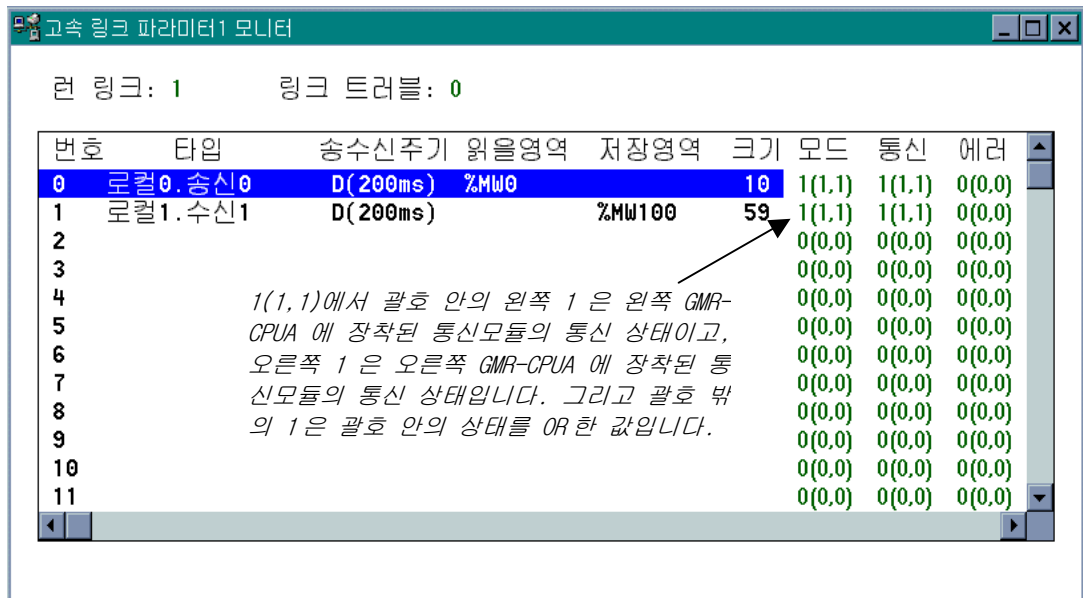 고속 링크 파라미터1 모니터
런 링크: 1 링크 트러블: 0
번호 타입 송수신주기 읽을영역 저장영역 크기 모드 통신 에러
0 로컬0.송신0 D(200ms) %MW0 10 1(1,1) 1(1,1) 0(0,0)
1 로컬1.수신1 D(200ms) %MW100 59 1(1,1) 1(1,1) 0(0,0)
2 0(0,0) 0(0,0) 0(0,0)
3 0(0,0) 0(0,0) 0(0,0)
4 0(0,0) 0(0,0) 0(0,0)
5 0(0,0) 0(0,0) 0(0,0)
6 0(0,0) 0(0,0) 0(0,0)
7 0(0,0) 0(0,0) 0(0,0)
8 0(0,0) 0(0,0) 0(0,0)
9 0(0,0) 0(0,0) 0(0,0)
10 0(0,0) 0(0,0) 0(0,0)
11 0(0,0) 0(0,0) 0(0,0)
1(1,1)에서 괄호 안의 왼쪽 1 은 왼쪽 GMR-
CPUA 에 장착된 통신모듈의 통신 상태이고,
오른쪽 1 은 오른쪽 GMR-CPUA 에 장착된 통
신모듈의 통신 상태입니다. 그리고 괄호 밖
의 1은 괄호 안의 상태를 OR한 값입니다.